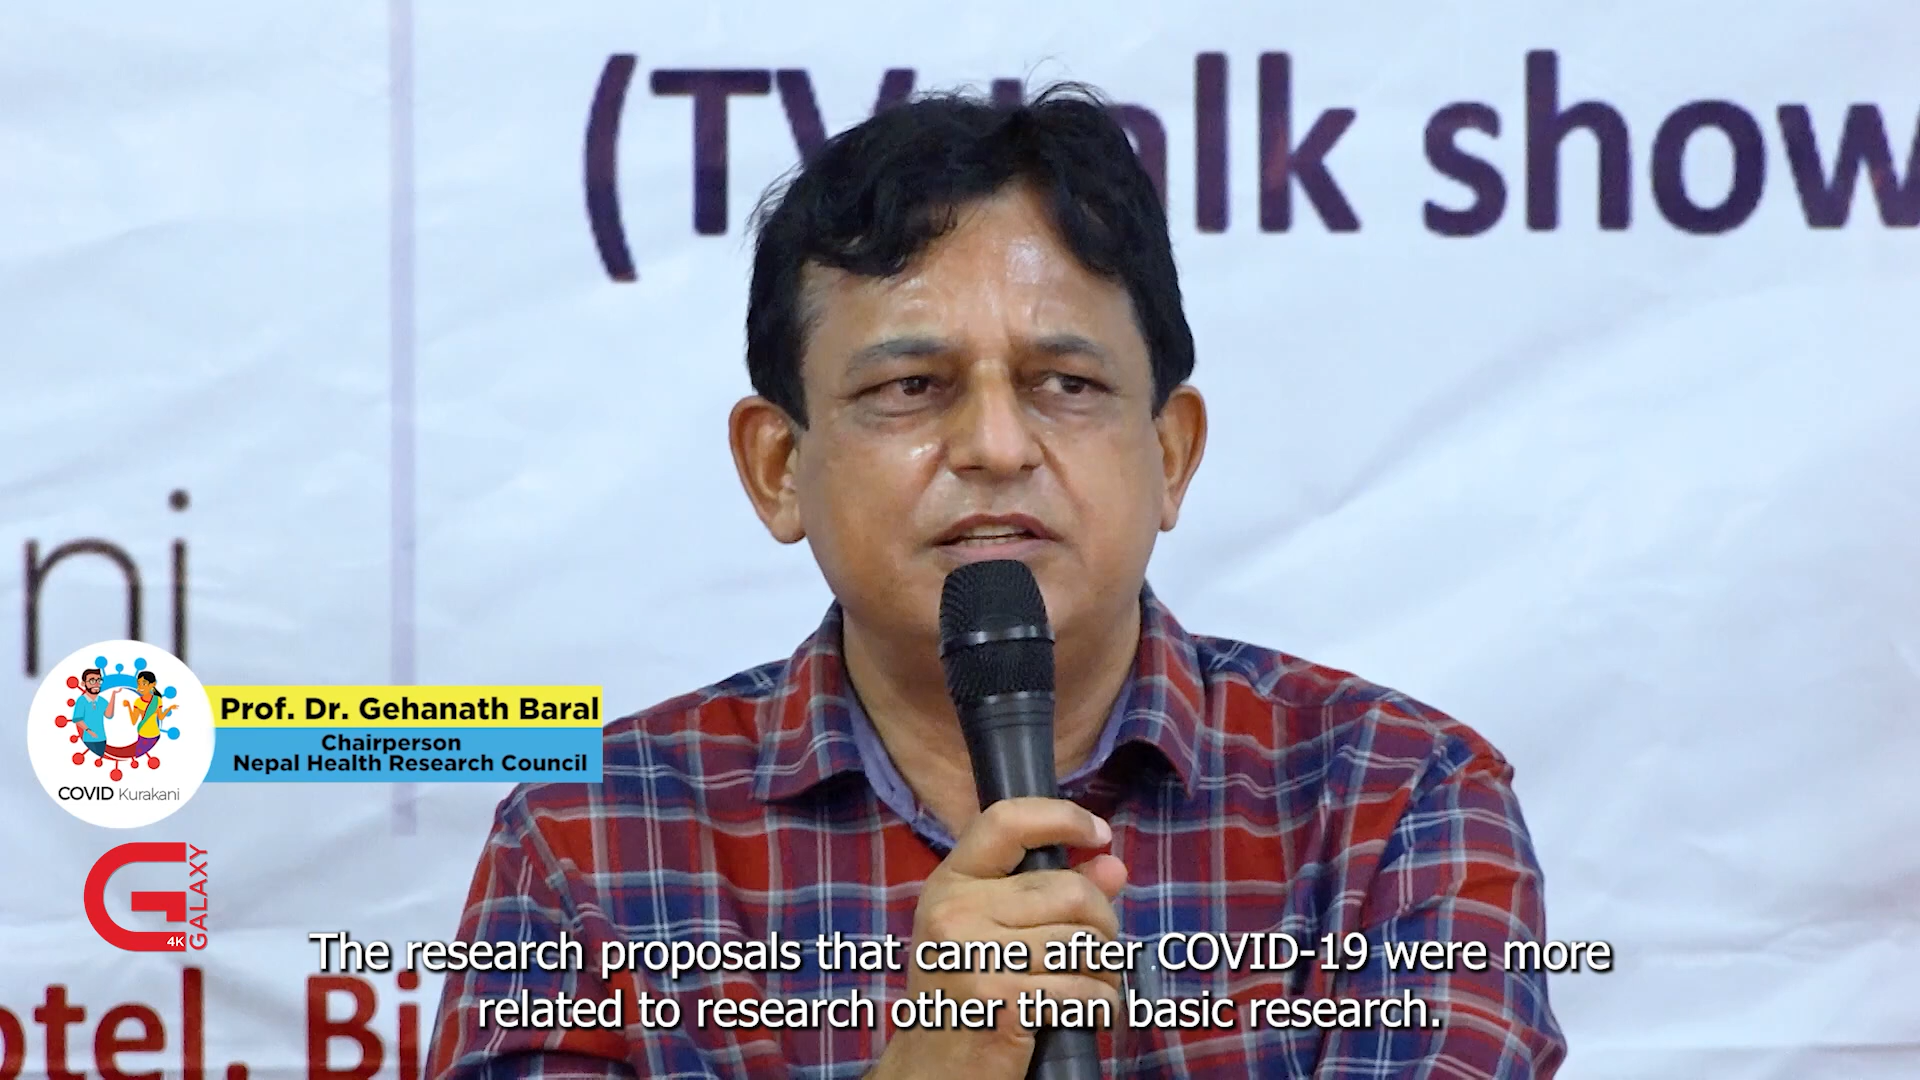 (TV talk show
ni
Prof. Dr. Gehanath Baral
Chairperson
Nepal Health Research Council
COVID Kurakani
GALAXY
4K
The research proposals that came after COVID-19 were more
related to research other than basic research.
otel, Bi